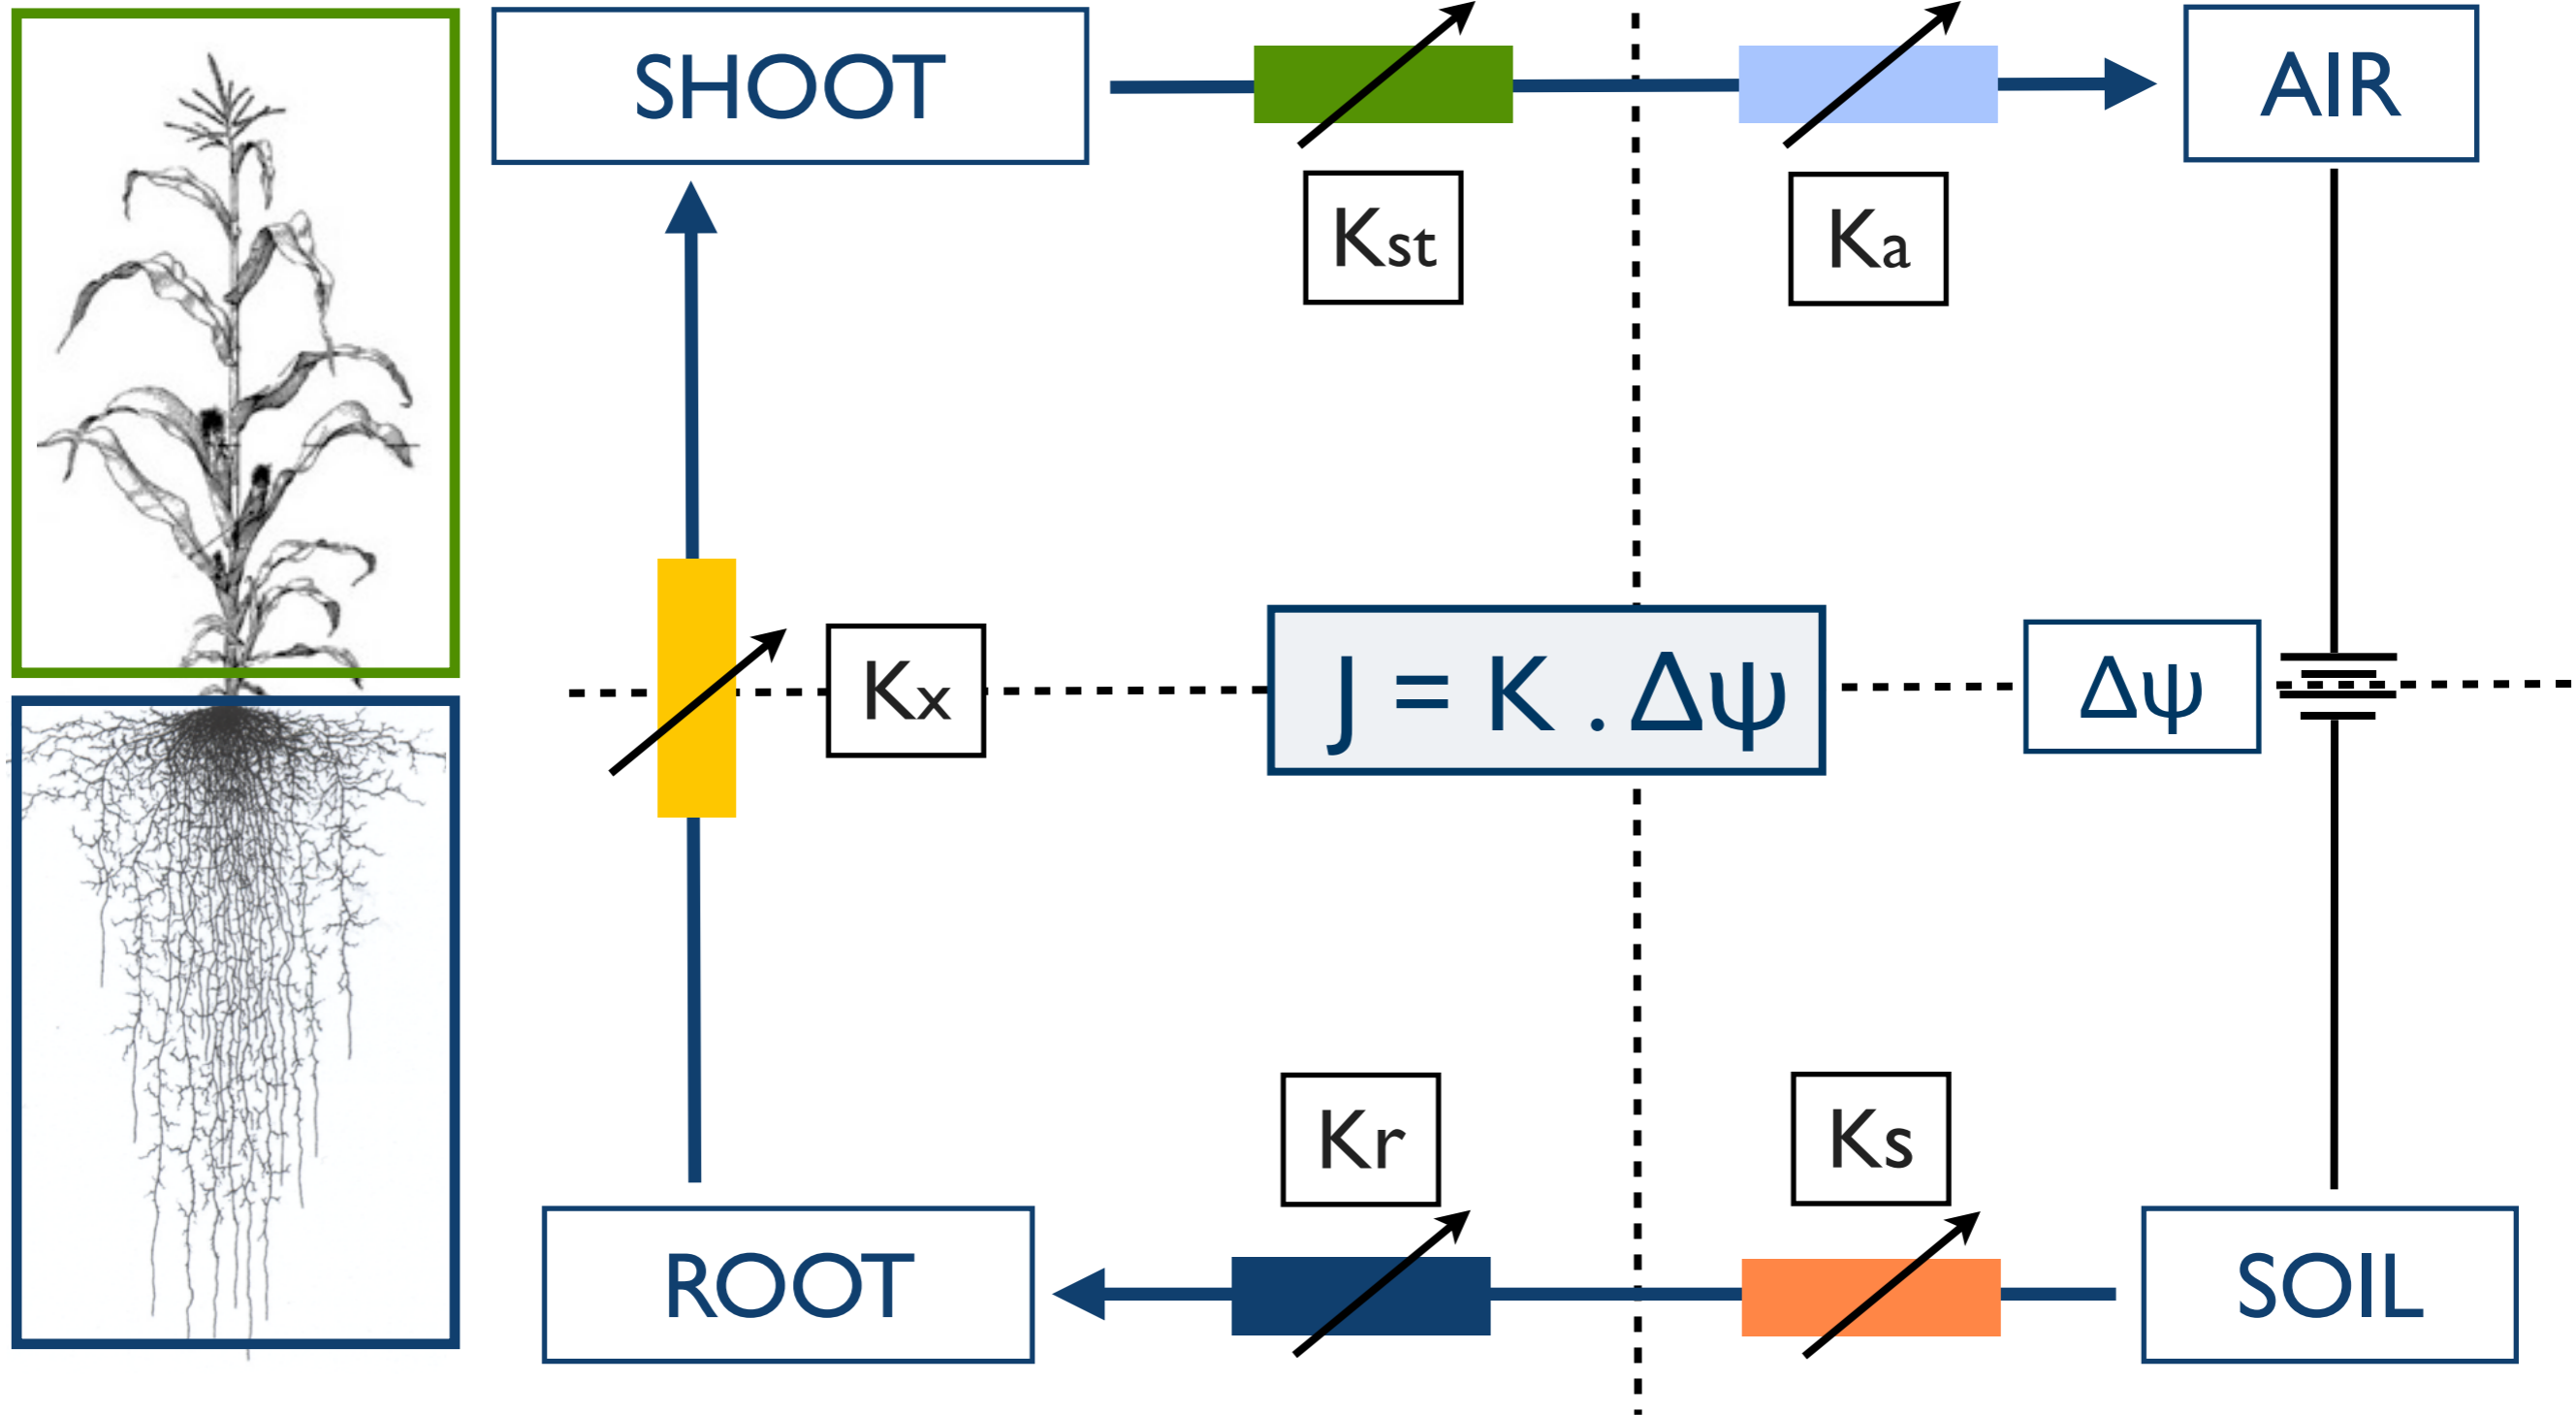 SHOOT
AIR
Kst
Ka
Kx
J = K . Δψ
Δψ
Kr
Ks
ROOT
SOIL